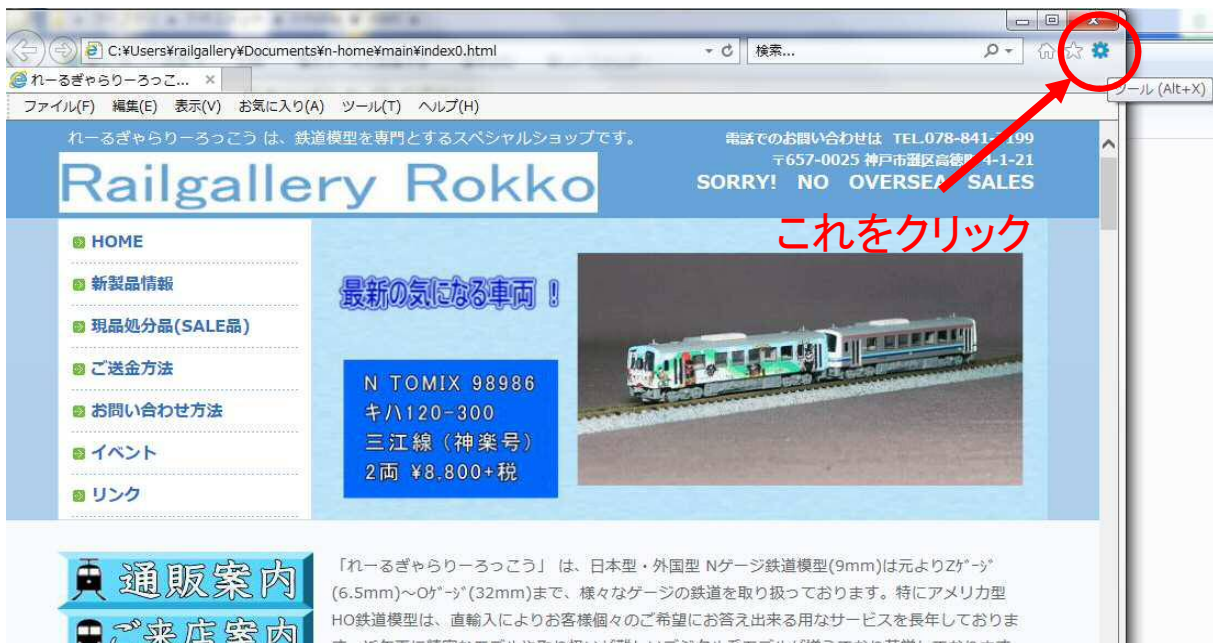 C:¥Users¥railgallery¥Documents¥n-home¥main¥index0.html
検索...
れーるぎゃらりーろっこ... ×
ツール (Alt+X)
ファイル(F) 編集(E) 表示(V) お気に入り(A) ツール(T) ヘルプ(H)
れーるぎゃらりーろっこう は、鉄道模型を専門とするスペシャルショップです。
電話でのお問い合わせは TEL.078-841- 199
〒657-0025 神戸市灘区高徳 4-1-21
Railgallery Rokko
SORRY! NO OVERSEA SALES
これをクリック
HOME
新製品情報
現品処分品(SALE品)
ご送金方法
お問い合わせ方法
イベント
リンク
最新の気になる車両 !
N TOMIX 98986
キハ120-300
三江線(神楽号)
2両 ¥8,800+税
通販案内
ご来店案内
「れーるぎゃらりーろっこう」 は、日本型・外国型 Nゲージ鉄道模型(9mm)は元よりZｹﾞｰｼﾞ
(6.5mm)～Oｹﾞｰｼﾞ(32mm)まで、様々なゲージの鉄道を取り扱っております。特にアメリカ型
HO鉄道模型は、直輸入によりお客様個々のご希望にお答え出来る用なサービスを長年しておりま